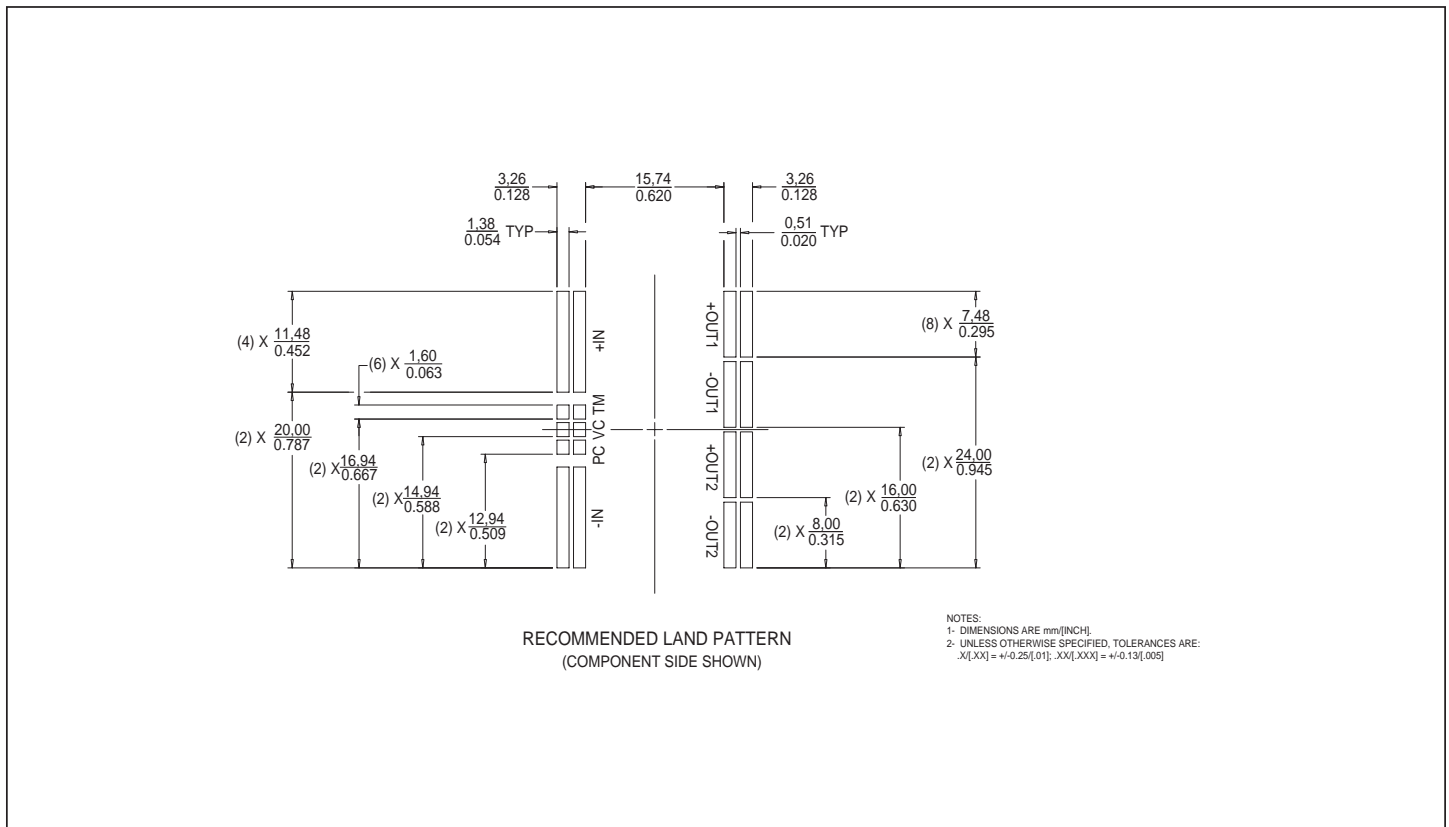 3,26
0.128
15,74
0.620
3,26
0.128
1,38
0.054 TYP
0,51
0.020 TYP
(4) X 11,48
0.452
(6) X 1,60
0.063
(2) X 20,00
0.787
(2) X 16,94
0.667
(2) X 14,94
0.588
(2) X 12,94
0.509
+IN
PC VC TM
-IN
+OUT1
-OUT1
+OUT2
-OUT2
(8) X 7,48
0.295
(2) X 24,00
0.945
(2) X 16,00
0.630
(2) X 8,00
0.315
RECOMMENDED LAND PATTERN
(COMPONENT SIDE SHOWN)
NOTES:
1- DIMENSIONS ARE mm/[INCH].
2- UNLESS OTHERWISE SPECIFIED, TOLERANCES ARE:
.X/[.XX] = +/-0.25/[.01]; .XX/[.XXX] = +/-0.13/[.005]